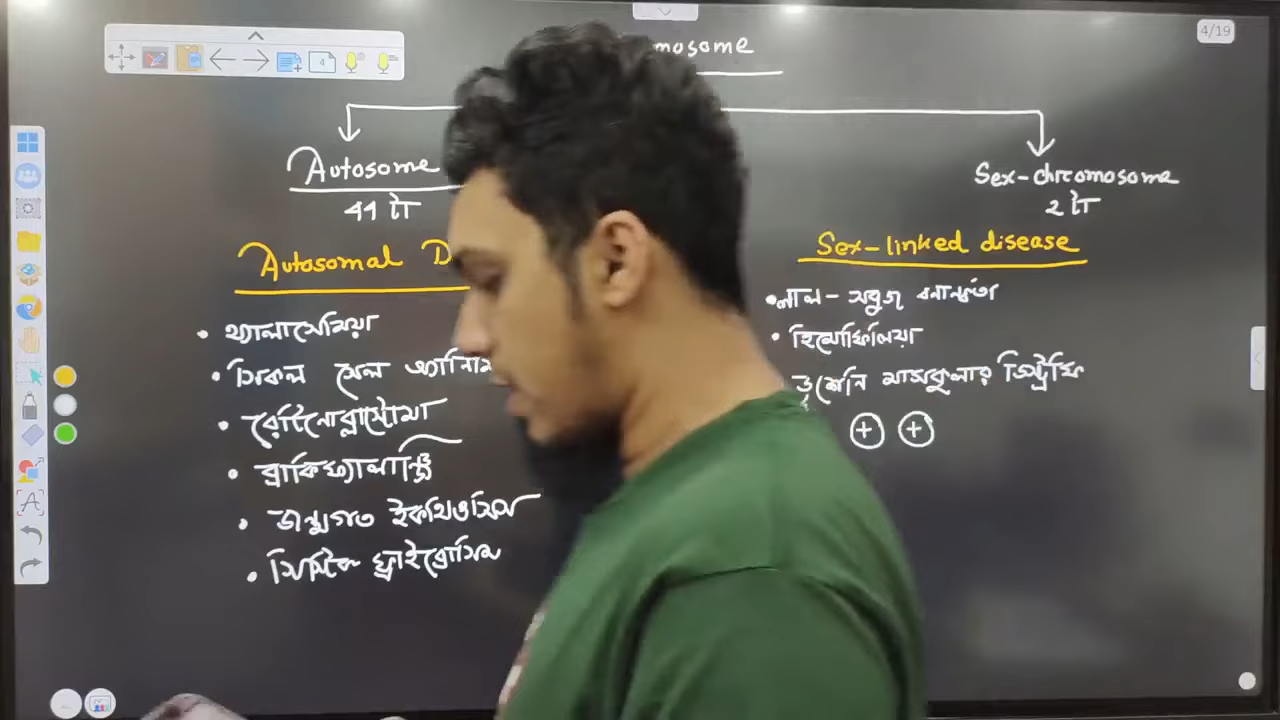 4/19
4
Autosome
44 টা
Sex-chromosome
2 টা
Autosomal
Sex-linked disease
• থ্যালাসেমিয়া
• সিকল সেল
• রেটিনোব্লাস্টোমা
• ব্রাকিফ্যালাঞ্জি
• জন্মগত ইকথিওসিস
• সিস্টিক ফ্রাইব্রোসিস
• লাল - সবুজ বর্ণান্ধতা
• হিমোফিলিয়া
মাসকুলার ডিস্ট্রফি
+ +